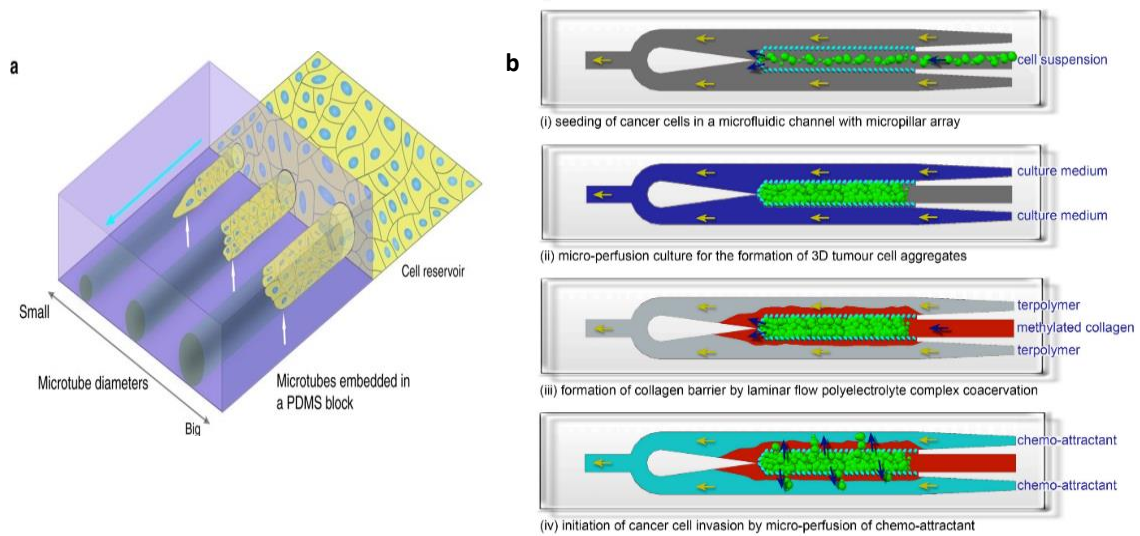 a
Cell reservoir
Small
Microtube diameters
Big
Microtubes embedded in
a PDMS block
b
cell suspension
(i) seeding of cancer cells in a microfluidic channel with micropillar array
culture medium
culture medium
(ii) micro-perfusion culture for the formation of 3D tumour cell aggregates
terpolymer
methylated collagen
terpolymer
(iii) formation of collagen barrier by laminar flow polyelectrolyte complex coacervation
chemo-attractant
chemo-attractant
(iv) initiation of cancer cell invasion by micro-perfusion of chemo-attractant